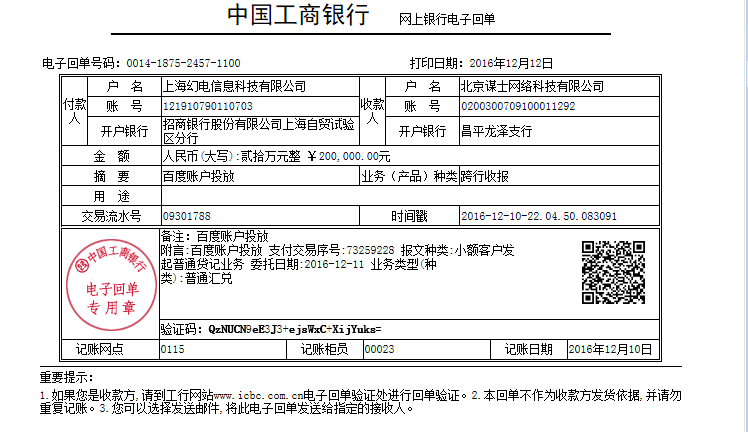 中国工商银行 网上银行电子回单
电子回单号码：0014-1875-2457-1100 打印日期：2016年12月12日
付款人 户 名 上海幻电信息科技有限公司 收款人 户 名 北京谋士网络科技有限公司
账 号 121910790110703 账 号 0200300709100011292
开户银行 招商银行股份有限公司上海自贸试验区分行 开户银行 昌平龙泽支行
金 额 人民币(大写):贰拾万元整 ￥200,000.00元
摘 要 百度账户投放 业务（产品）种类 跨行收报
用 途
交易流水号 09301788 时间戳 2016-12-10-22.04.50.083091
中国工商银行
电子回单
专用章
备注：百度账户投放
附言:百度账户投放 支付交易序号:73259228 报文种类:小额客户发
起普通贷记业务 委托日期:2016-12-11 业务类型(种
类):普通汇兑
验证码：QzNUCN9eE3J3+ejsWxC+XijYuks=
记账网点 0115 记账柜员 00023 记账日期 2016年12月10日
重要提示：
1.如果您是收款方,请到工行网站www.icbc.com.cn电子回单验证处进行回单验证。2.本回单不作为收款方发货依据,并请勿
重复记账。3.您可以选择发送邮件,将此电子回单发送给指定的接收人。